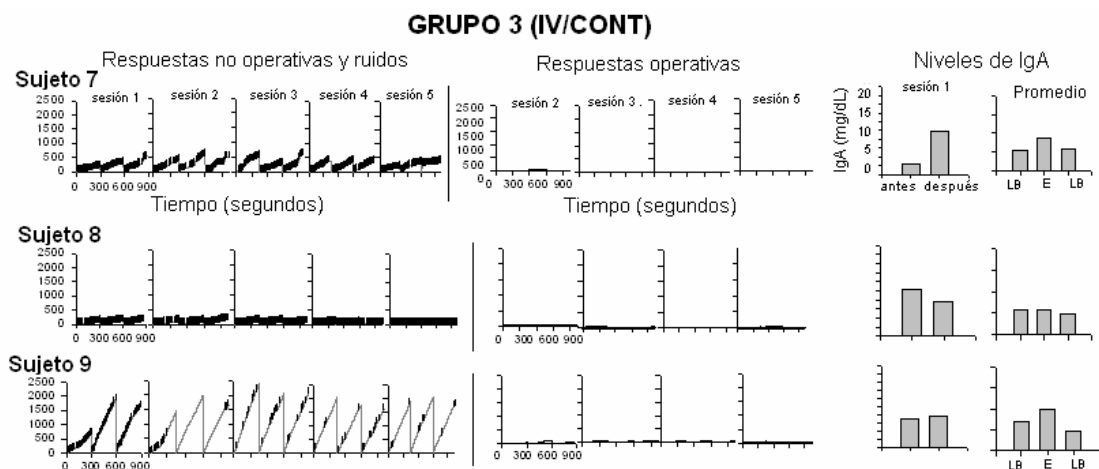 GRUPO 3 (IV/CONT)
Respuestas no operativas y ruidos
Respuestas operativas
Niveles de IgA
Sujeto 7
sesión 1 sesión 2 sesión 3 sesión 4 sesión 5
2500
2000
1500
1000
500
0
0 300 600 900
Tiempo (segundos)
sesión 2 sesión 3 . sesión 4 sesión 5
2500
2000
1500
1000
500
0
0 300 600 900
Tiempo (segundos)
sesión 1
Promedio
IgA (mg/dL)
20
15
10
5
0
antes después
LB E LB
Sujeto 8
2500
2000
1500
1000
500
0
0 300 600 900
0 300 600 900
Sujeto 9
2500
2000
1500
1000
500
0
0 300 600 900
0 300 600 900
LB E LB